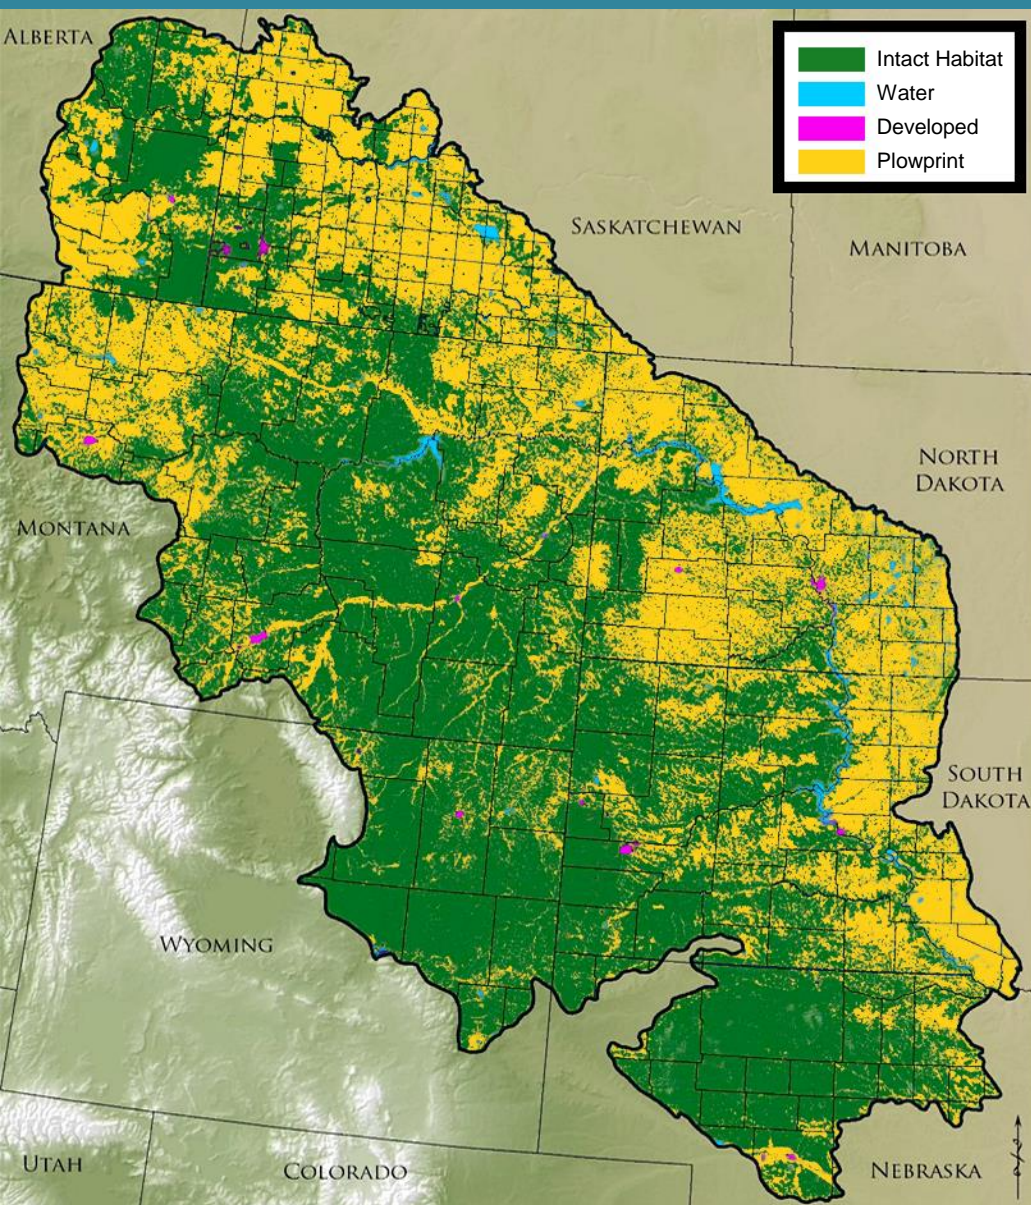 ALBERTA
Intact Habitat
Water
Developed
Plowprint
SASKATCHEWAN
MANITOBA
NORTH
DAKOTA
MONTANA
SOUTH
DAKOTA
WYOMING
UTAH
COLORADO
NEBRASKA